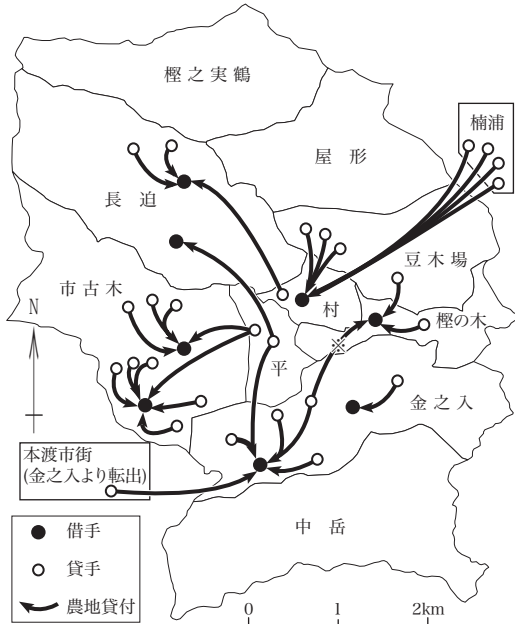 樫之実鶴
楠浦
屋形
長迫
豆木場
市古木
N
村
樫の木
※
平
金之入
本渡市街
(金之入より転出)
中岳
借手
貸手
農地貸付
0 1 2km